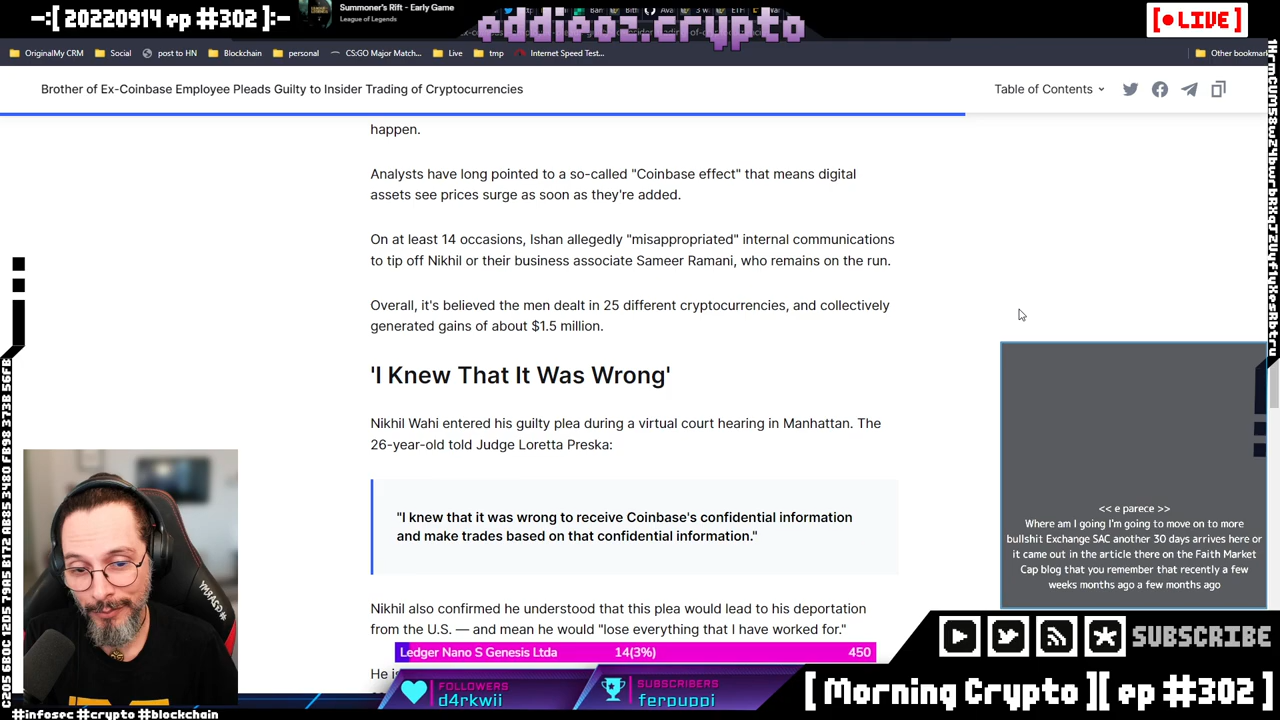 -:[ 20220914 ep #302 ]:-
Summoner's Rift - Early Game
League of Legends
eddieoz.crypto
[ • LIVE ]
OriginalMy CRM
Social
post to HN
Blockchain
personal
CS:GO Major Match...
Live
tmp
Internet Speed Test...
Other bookmar
Brother of Ex-Coinbase Employee Pleads Guilty to Insider Trading of Cryptocurrencies
Table of Contents
happen.
Analysts have long pointed to a so-called "Coinbase effect" that means digital
assets see prices surge as soon as they're added.
On at least 14 occasions, Ishan allegedly "misappropriated" internal communications
to tip off Nikhil or their business associate Sameer Ramani, who remains on the run.
Overall, it's believed the men dealt in 25 different cryptocurrencies, and collectively
generated gains of about $1.5 million.
'I Knew That It Was Wrong'
Nikhil Wahi entered his guilty plea during a virtual court hearing in Manhattan. The
26-year-old told Judge Loretta Preska:
"I knew that it was wrong to receive Coinbase's confidential information
and make trades based on that confidential information."
Nikhil also confirmed he understood that this plea would lead to his deportation
from the U.S. — and mean he would "lose everything that I have worked for."
He is
<< e parece >>
Where am I going I'm going to move on to more
bullshit Exchange SAC another 30 days arrives here or
it came out in the article there on the Faith Market
Cap blog that you remember that recently a few
weeks months ago a few months ago
Ledger Nano S Genesis Ltda
14(3%)
450
FOLLOWERS
d4rkwii
SUBSCRIBERS
ferpuppi
SUBSCRIBE
[ Morning Crypto ][ ep #302 ]
#infosec #crypto #blockchain